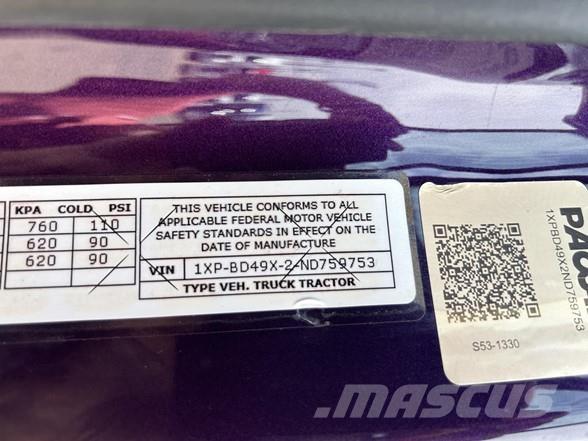 KPA COLD PSI
760 110
620 90
620 90
THIS VEHICLE CONFORMS TO ALL
APPLICABLE FEDERAL MOTOR VEHICLE
SAFETY STANDARDS IN EFFECT ON THE
DATE OF MANUFACTURE
VIN 1XP-BD49X-2-ND759753
TYPE VEH. TRUCK TRACTOR
1XPBD49X2ND759753
S53-1330
MASCUS